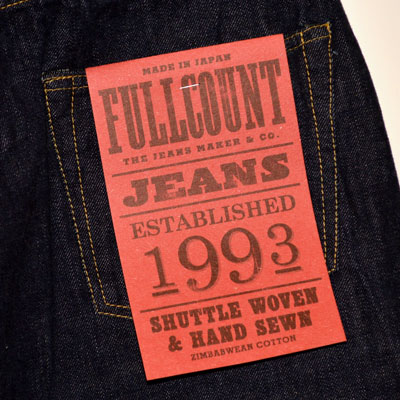 MADE IN JAPAN
FULLCOUNT
THE JEANS MAKER & CO.
JEANS
ESTABLISHED
1993
SHUTTLE WOVEN
& HAND SEWN
ZIMBABWEAN COTTON